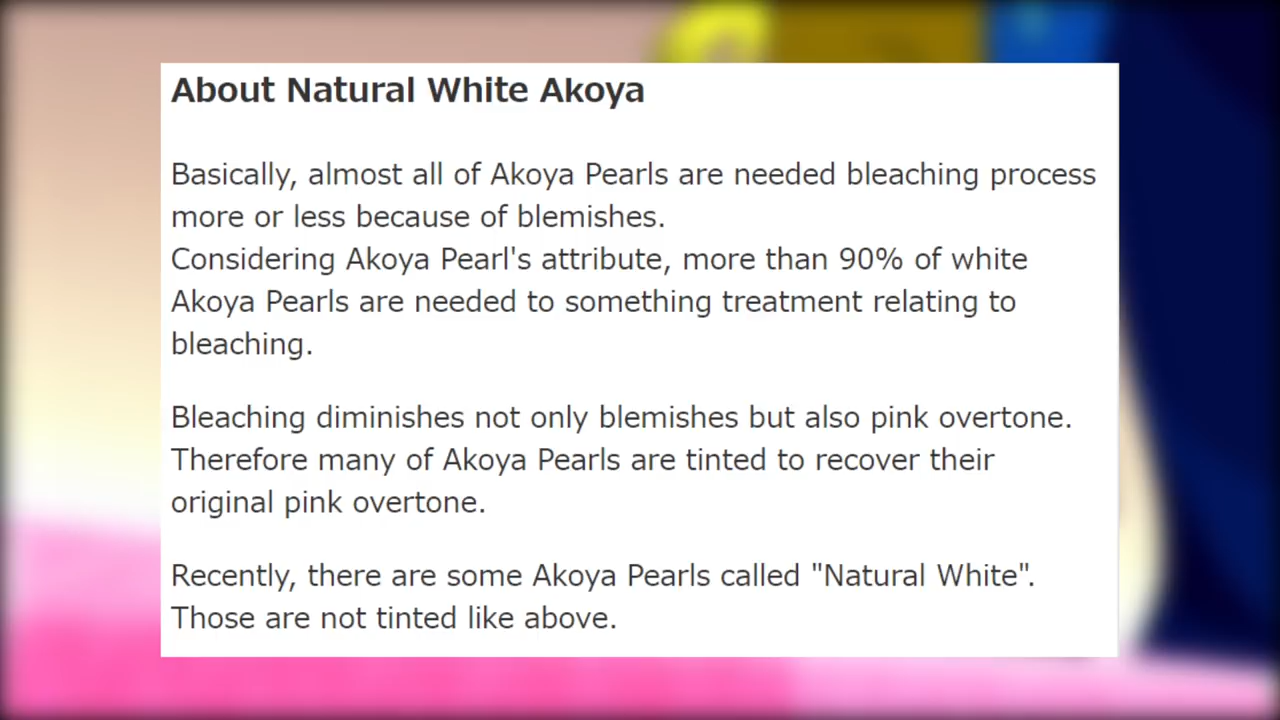 About Natural White Akoya
Basically, almost all of Akoya Pearls are needed bleaching process
more or less because of blemishes.
Considering Akoya Pearl's attribute, more than 90% of white
Akoya Pearls are needed to something treatment relating to
bleaching.
Bleaching diminishes not only blemishes but also pink overtone.
Therefore many of Akoya Pearls are tinted to recover their
original pink overtone.
Recently, there are some Akoya Pearls called "Natural White".
Those are not tinted like above.